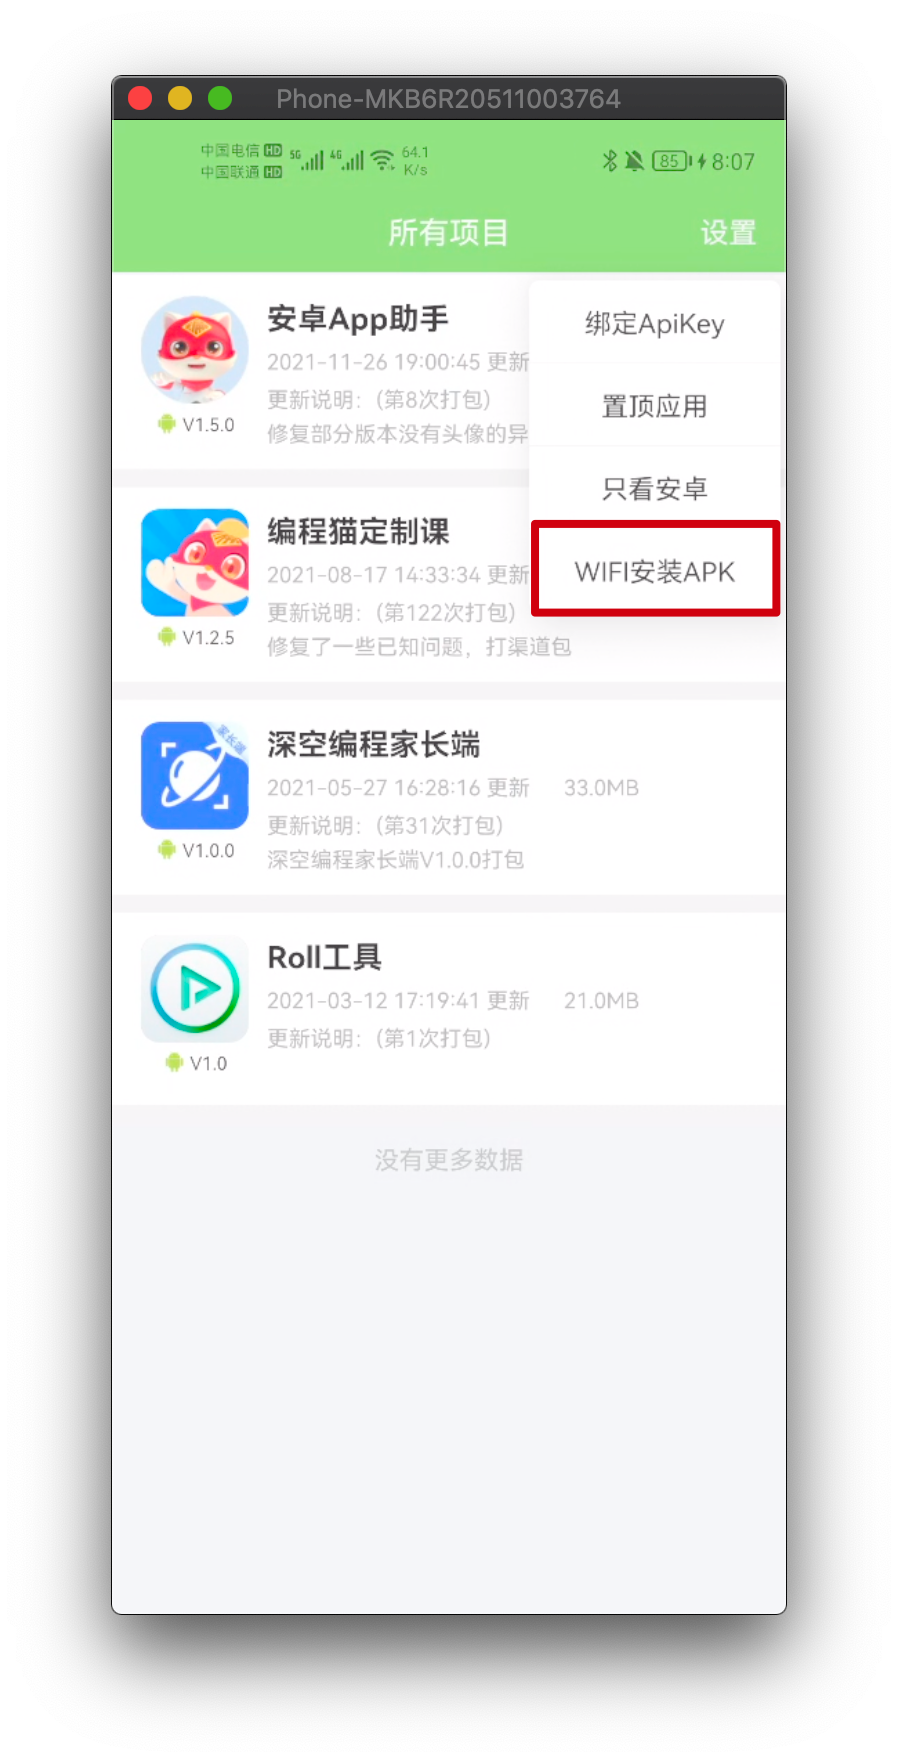 Phone-MKB6R20511003764
中国电信 HD 5G 4G 64.1
中国联通 HD K/s
85 8:07
所有项目
设置
绑定ApiKey
置顶应用
只看安卓
WIFI安装APK
安卓App助手
2021-11-26 19:00:45 更新
更新说明：(第8次打包)
修复部分版本没有头像的异
V1.5.0
编程猫定制课
2021-08-17 14:33:34 更新
更新说明：(第122次打包)
修复了一些已知问题，打渠道包
V1.2.5
家长端
深空编程家长端
2021-05-27 16:28:16 更新 33.0MB
更新说明：(第31次打包)
深空编程家长端V1.0.0打包
V1.0.0
Roll工具
2021-03-12 17:19:41 更新 21.0MB
更新说明：(第1次打包)
V1.0
没有更多数据